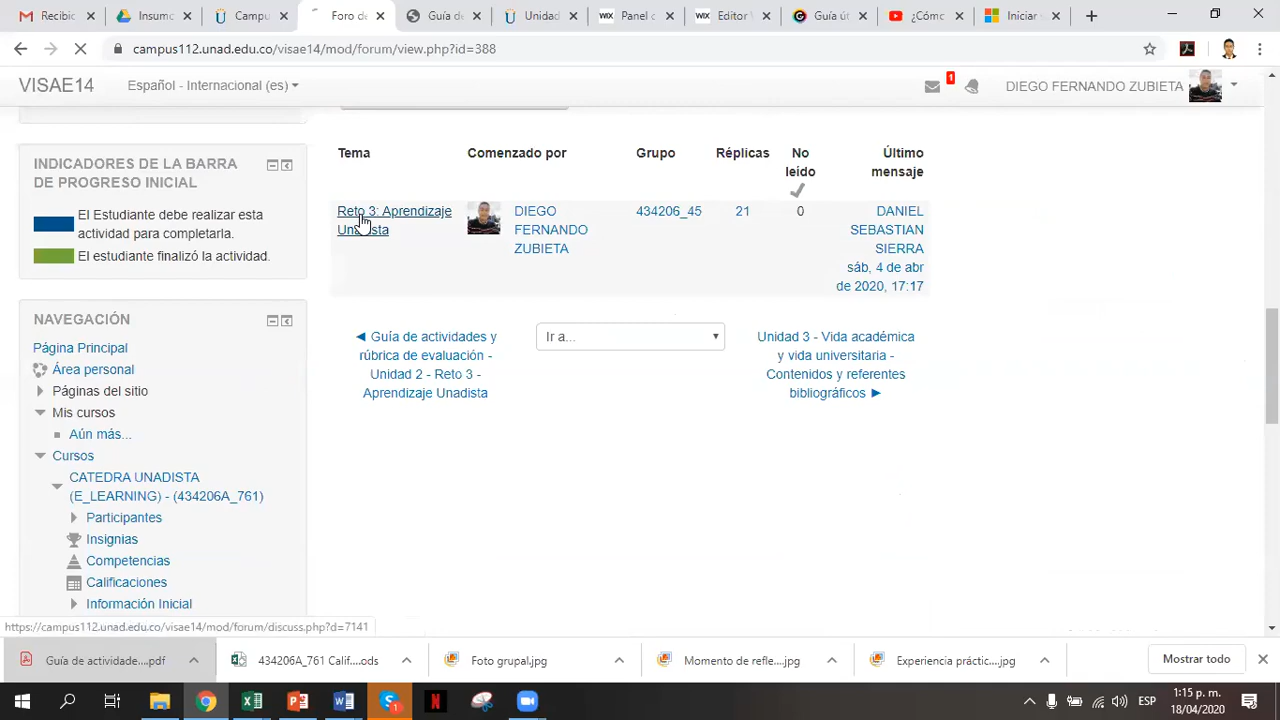 Recibic
Insumc
Campu
Foro de
Guía de
Unidad
WIX Panel c
WIX Editor
Guía út
¿Cómc
Iniciar s
campus112.unad.edu.co/visae14/mod/forum/view.php?id=388
VISAE14 Español - Internacional (es) 1 DIEGO FERNANDO ZUBIETA
INDICADORES DE LA BARRA
DE PROGRESO INICIAL
El Estudiante debe realizar esta
actividad para completarla.
El estudiante finalizó la actividad.
NAVEGACIÓN
Página Principal
Área personal
Páginas del sitio
Mis cursos
Aún más...
Cursos
CATEDRA UNADISTA
(E_LEARNING) - (434206A_761)
Participantes
Insignias
Competencias
Calificaciones
Información Inicial
Tema
Comenzado por
Grupo
Réplicas
No
leído
Último
mensaje
Reto 3: Aprendizaje
Unadista
DIEGO
FERNANDO
ZUBIETA
434206_45
21
0
DANIEL
SEBASTIAN
SIERRA
sáb, 4 de abr
de 2020, 17:17
◄ Guía de actividades y
rúbrica de evaluación -
Unidad 2 - Reto 3 -
Aprendizaje Unadista
Ir a...
Unidad 3 - Vida académica
y vida universitaria -
Contenidos y referentes
bibliográficos ►
https://campus112.unad.edu.co/visae14/mod/forum/discuss.php?d=7141
Guía de actividade....pdf
434206A_761 Calif....ods
Foto grupal.jpg
Momento de refle....jpg
Experiencia práctic....jpg
Mostrar todo
ESP
1:15 p. m.
18/04/2020